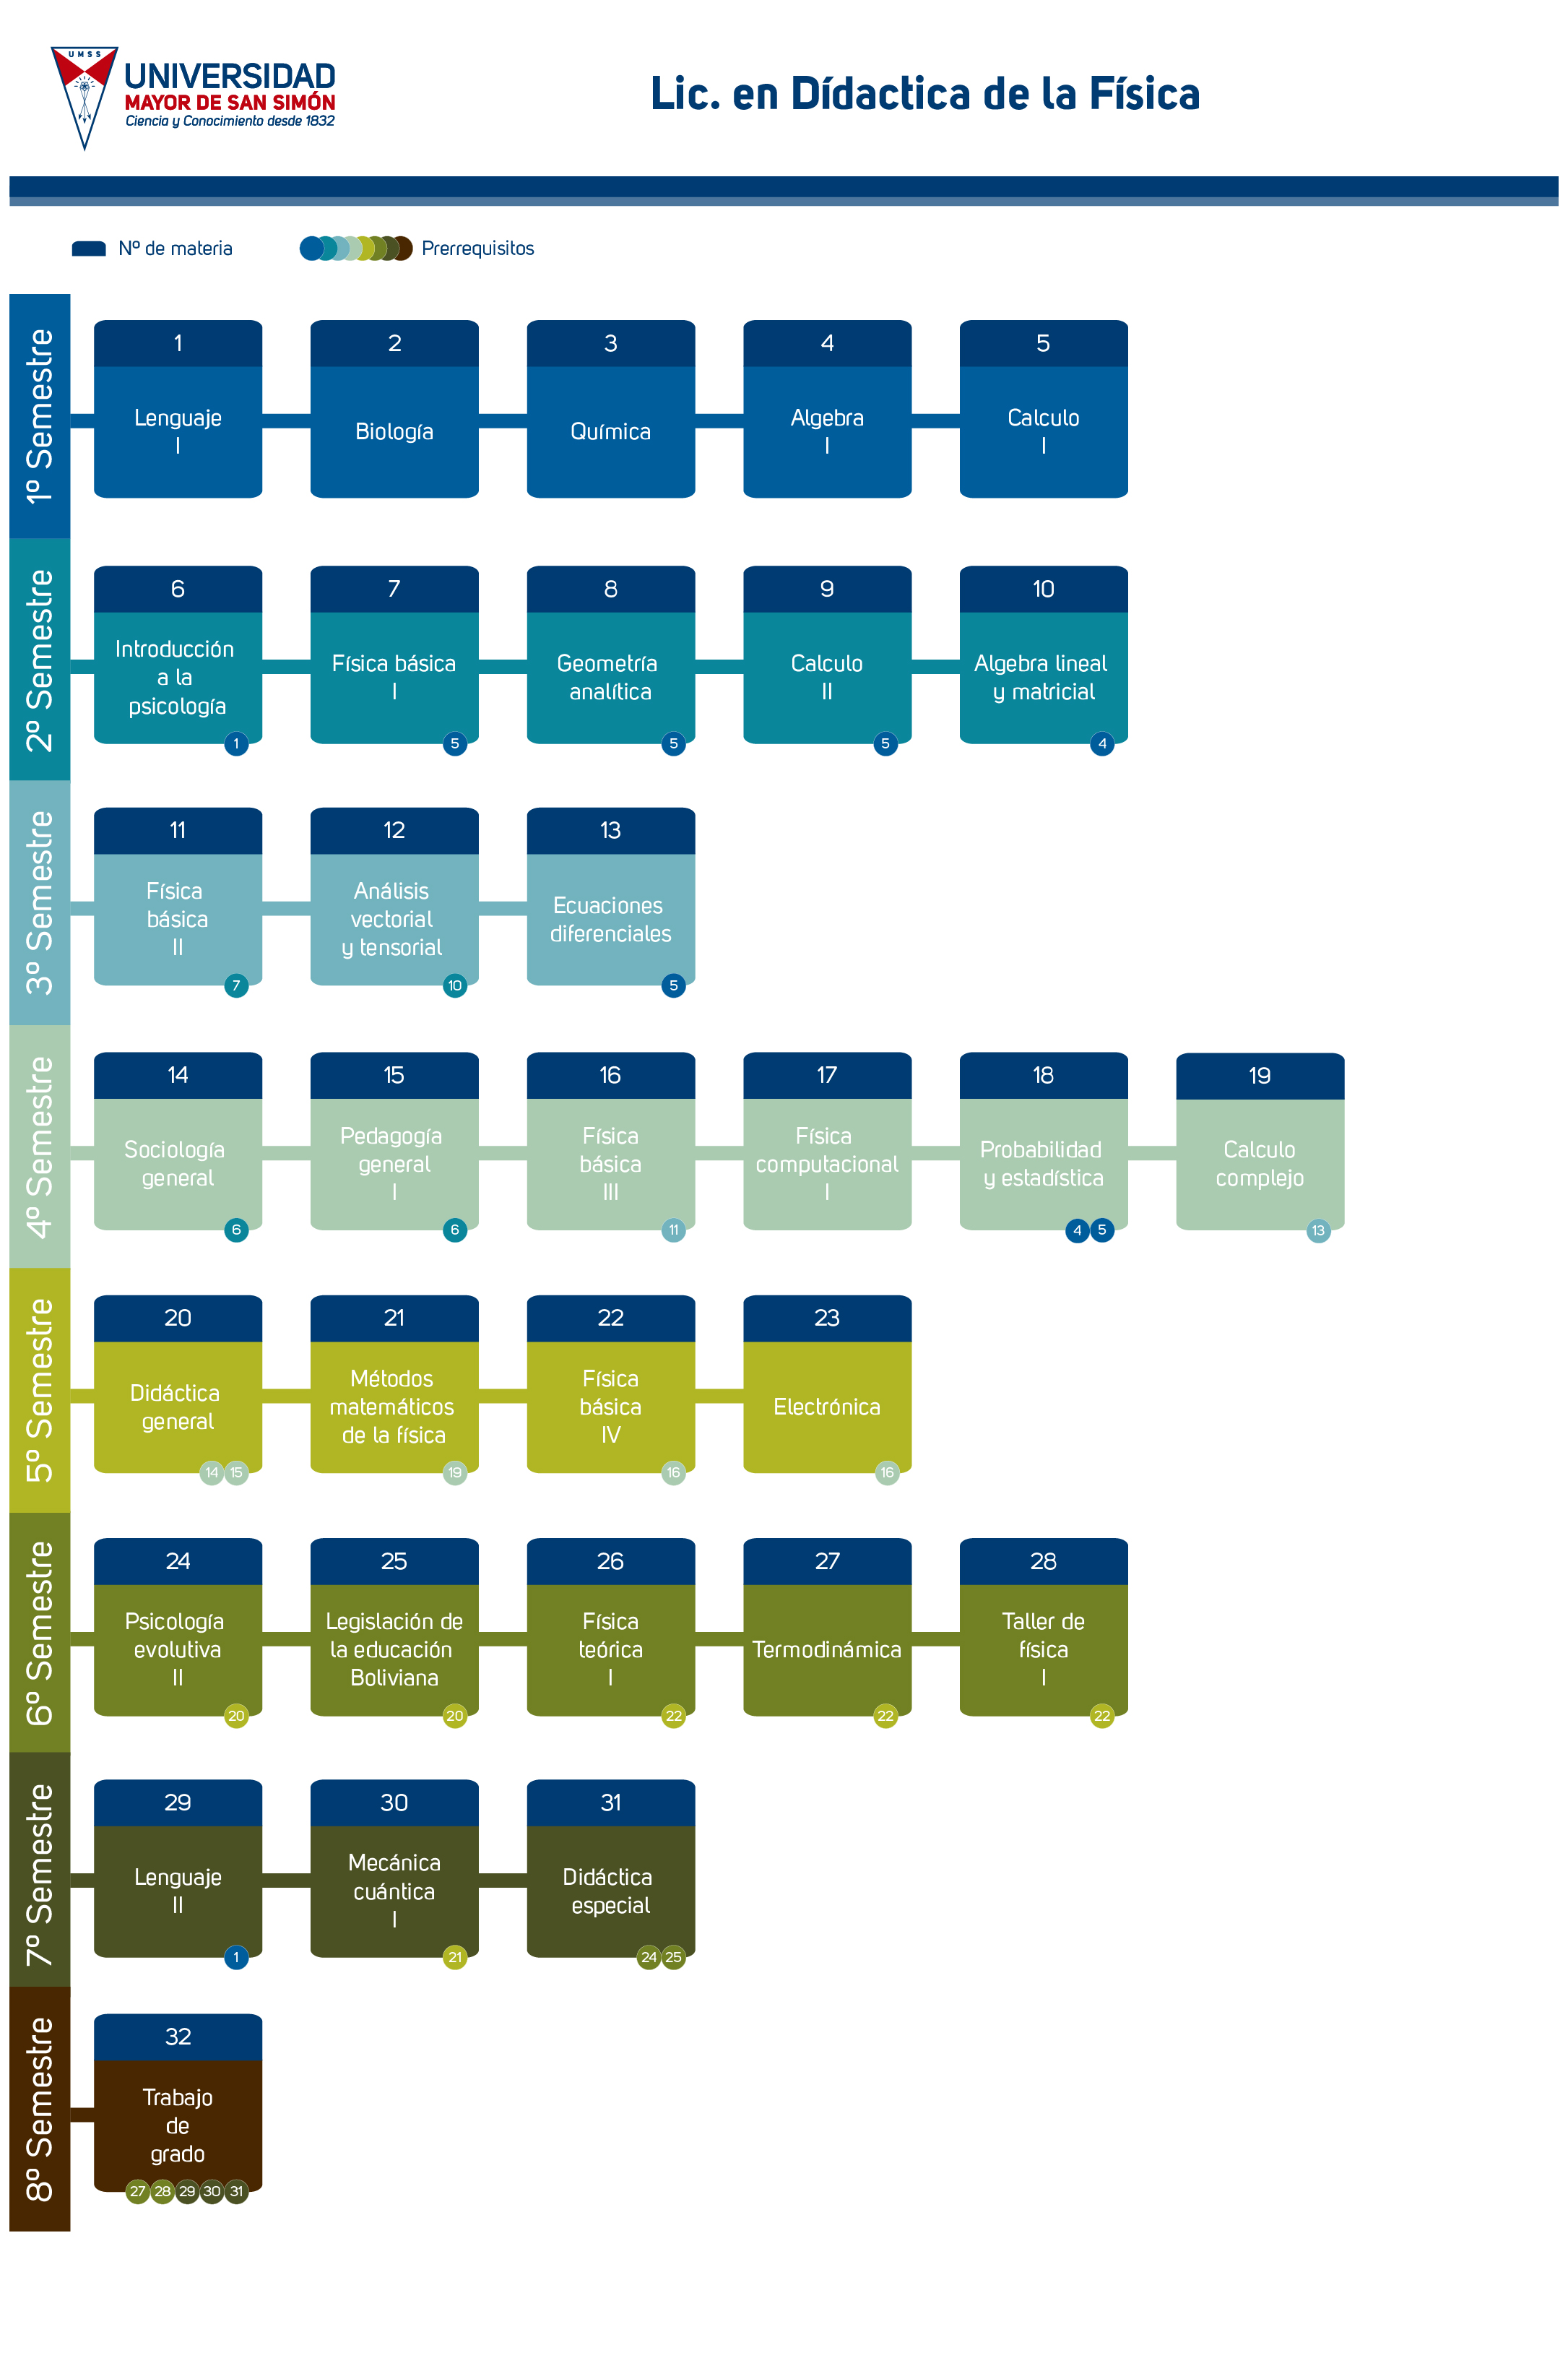 U M S S
UNIVERSIDAD
MAYOR DE SAN SIMÓN
Ciencia y Conocimiento desde 1832
Lic. en Dídactica de la Física
Nº de materia
Prerrequisitos
1º Semestre
1
Lenguaje
I
2
Biología
3
Química
4
Algebra
I
5
Calculo
I
2º Semestre
6
Introducción
a la
psicología
1
7
Física básica
I
5
8
Geometría
analítica
5
9
Calculo
II
5
10
Algebra lineal
y matricial
4
3º Semestre
11
Física
básica
II
7
12
Análisis
vectorial
y tensorial
10
13
Ecuaciones
diferenciales
5
4º Semestre
14
Sociología
general
6
15
Pedagogía
general
I
6
16
Física
básica
III
11
17
Física
computacional
I
18
Probabilidad
y estadística
4 5
19
Calculo
complejo
13
5º Semestre
20
Didáctica
general
14 15
21
Métodos
matemáticos
de la física
19
22
Física
básica
IV
16
23
Electrónica
16
6º Semestre
24
Psicología
evolutiva
II
20
25
Legislación de
la educación
Boliviana
20
26
Física
teórica
I
22
27
Termodinámica
22
28
Taller de
física
I
22
7º Semestre
29
Lenguaje
II
1
30
Mecánica
cuántica
I
21
31
Didáctica
especial
24 25
8º Semestre
32
Trabajo
de
grado
27 28 29 30 31